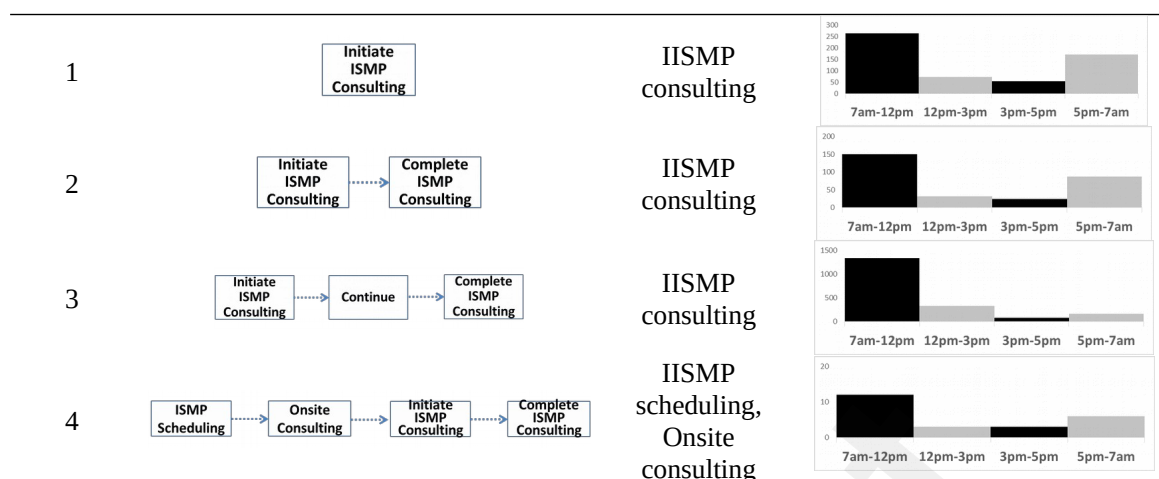 1
Initiate
ISMP
Consulting
IISMP
consulting
300
250
200
150
100
50
0
7am-12pm 12pm-3pm 3pm-5pm 5pm-7am
2
Initiate
ISMP
Consulting
Complete
ISMP
Consulting
IISMP
consulting
200
150
100
50
0
7am-12pm 12pm-3pm 3pm-5pm 5pm-7am
3
Initiate
ISMP
Consulting
Continue
Complete
ISMP
Consulting
IISMP
consulting
1500
1000
500
0
7am-12pm 12pm-3pm 3pm-5pm 5pm-7am
4
ISMP
Scheduling
Onsite
Consulting
Initiate
ISMP
Consulting
Complete
ISMP
Consulting
IISMP
scheduling,
Onsite
consulting
20
10
0
7am-12pm 12pm-3pm 3pm-5pm 5pm-7am